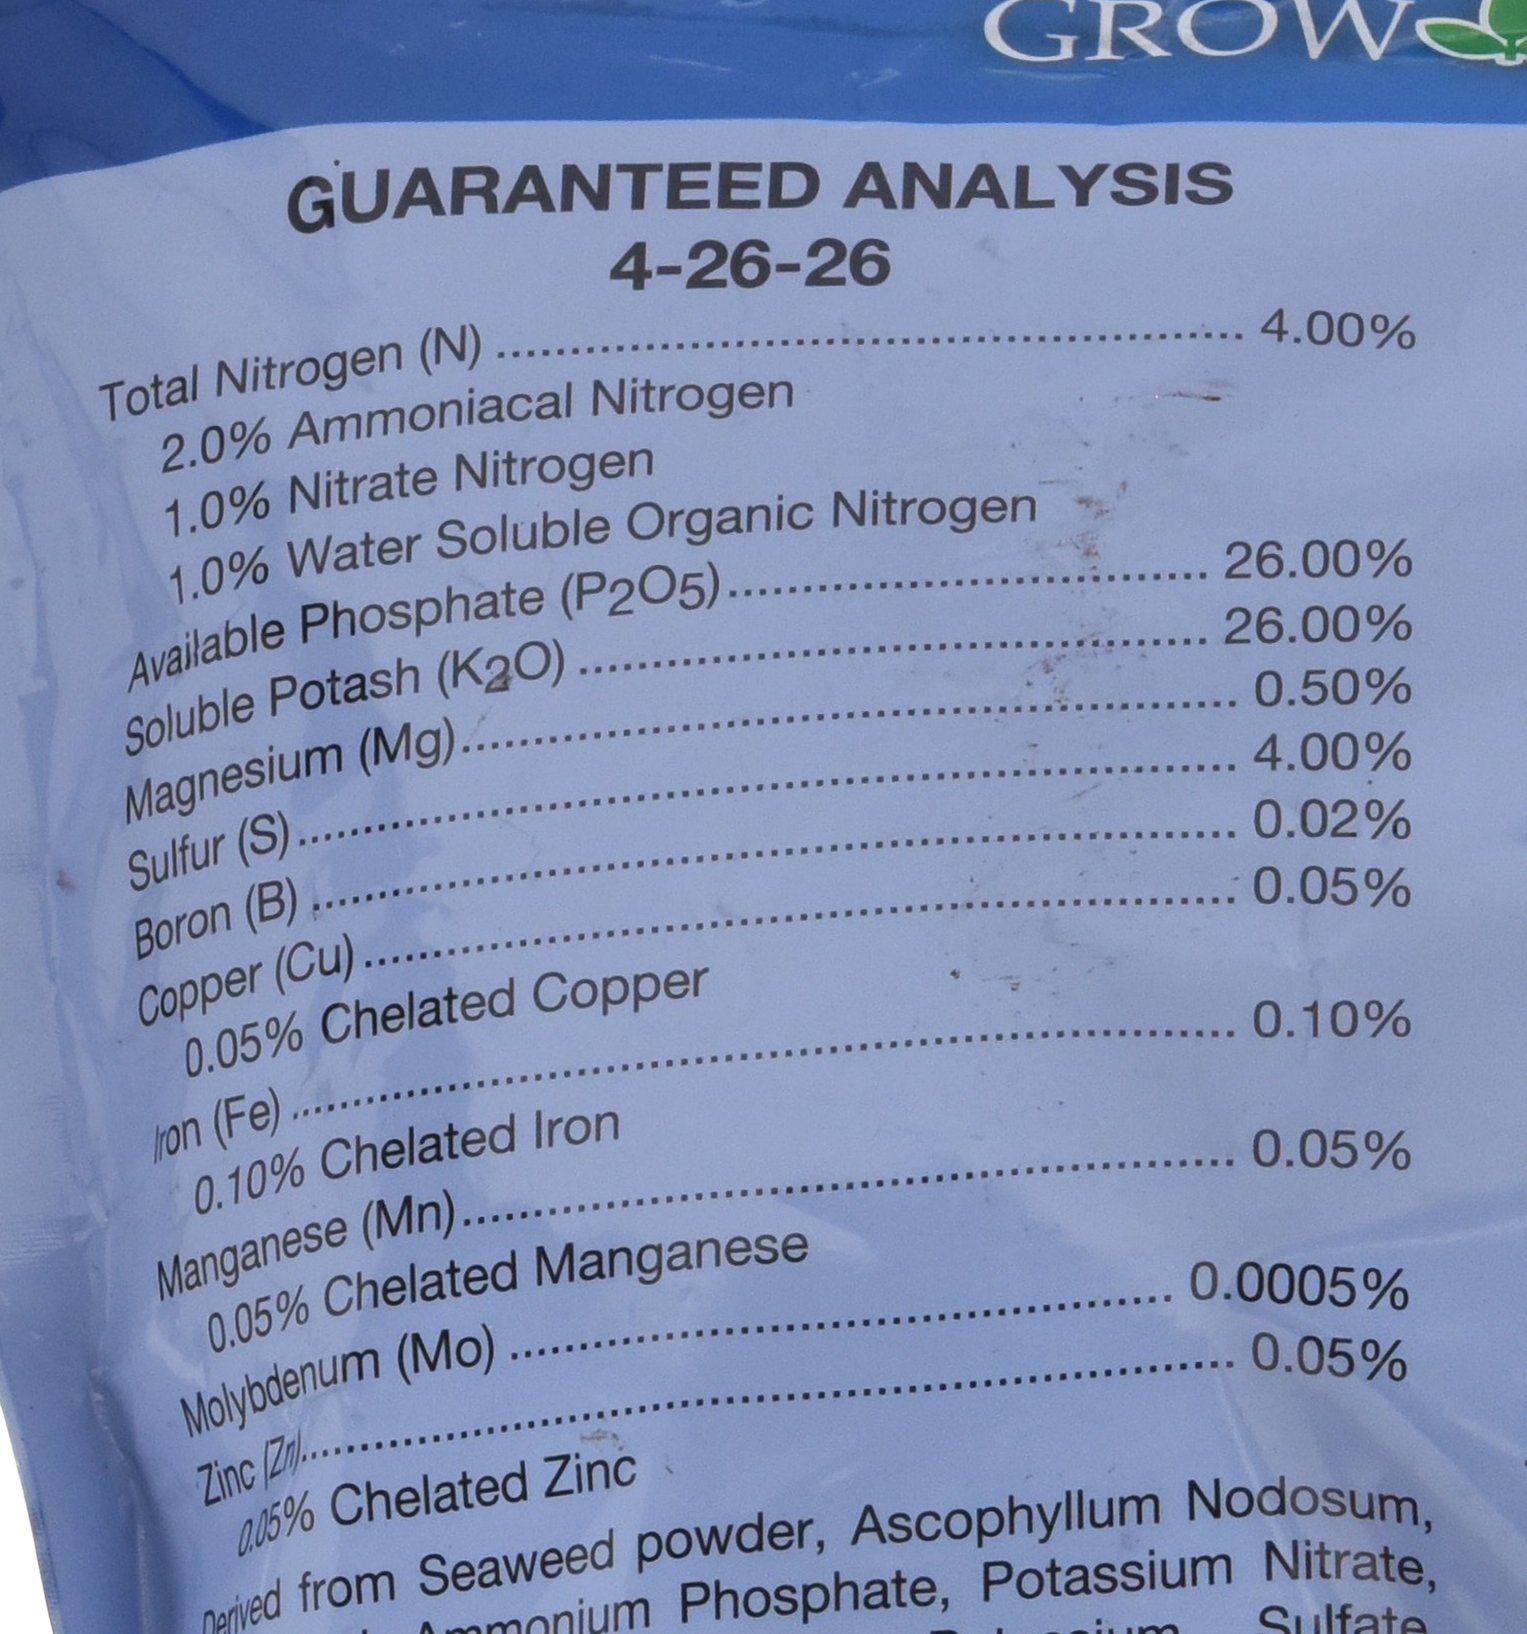 GROW
GUARANTEED ANALYSIS
4-26-26
Total Nitrogen (N) ........................................................ 4.00%
2.0% Ammoniacal Nitrogen
1.0% Nitrate Nitrogen
1.0% Water Soluble Organic Nitrogen
Available Phosphate (P2O5).................................... 26.00%
Soluble Potash (K2O) ............................................... 26.00%
Magnesium (Mg).......................................................... 0.50%
Sulfur (S)...................................................................... 4.00%
Boron (B) ..................................................................... 0.02%
Copper (Cu).................................................................. 0.05%
0.05% Chelated Copper
Iron (Fe) ....................................................................... 0.10%
0.10% Chelated Iron
Manganese (Mn).......................................................... 0.05%
0.05% Chelated Manganese
Molybdenum (Mo) ................................................. 0.0005%
Zinc (Zn)....................................................................... 0.05%
0.05% Chelated Zinc
Derived from Seaweed powder, Ascophyllum Nodosum,
Ammonium Phosphate, Potassium Nitrate,
Potassium Sulfate